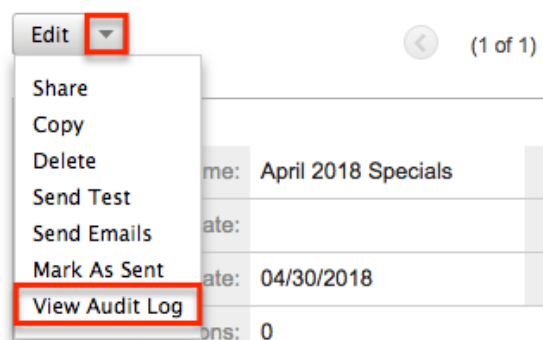 Edit
(1 of 1)
Share
Copy
Delete
me: April 2018 Specials
Send Test
Send Emails
ate:
Mark As Sent
ate: 04/30/2018
View Audit Log
ons: 0